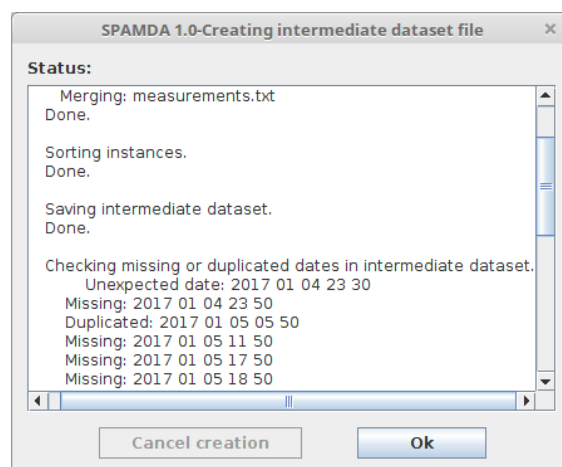 SPAMDA 1.0-Creating intermediate dataset file
Status:
Merging: measurements.txt
Done.
Sorting instances.
Done.
Saving intermediate dataset.
Done.
Checking missing or duplicated dates in intermediate dataset.
Unexpected date: 2017 01 04 23 30
Missing: 2017 01 04 23 50
Duplicated: 2017 01 05 05 50
Missing: 2017 01 05 11 50
Missing: 2017 01 05 17 50
Missing: 2017 01 05 18 50
Cancel creation
Ok